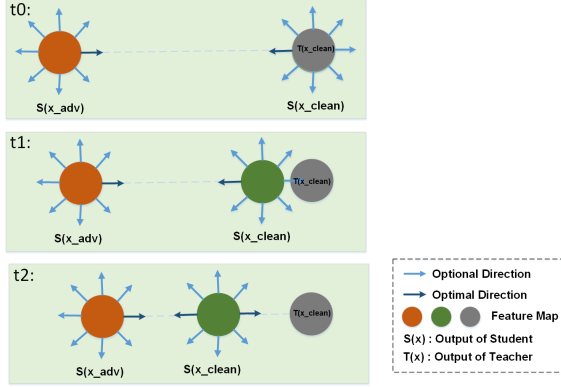 t0:
T(x_clean)
S(x_adv)
S(x_clean)
t1:
T(x_clean)
S(x_adv)
S(x_clean)
t2:
T(x_clean)
S(x_adv)
S(x_clean)
Optional Direction
Optimal Direction
Feature Map
S(x) : Output of Student
T(x) : Output of Teacher